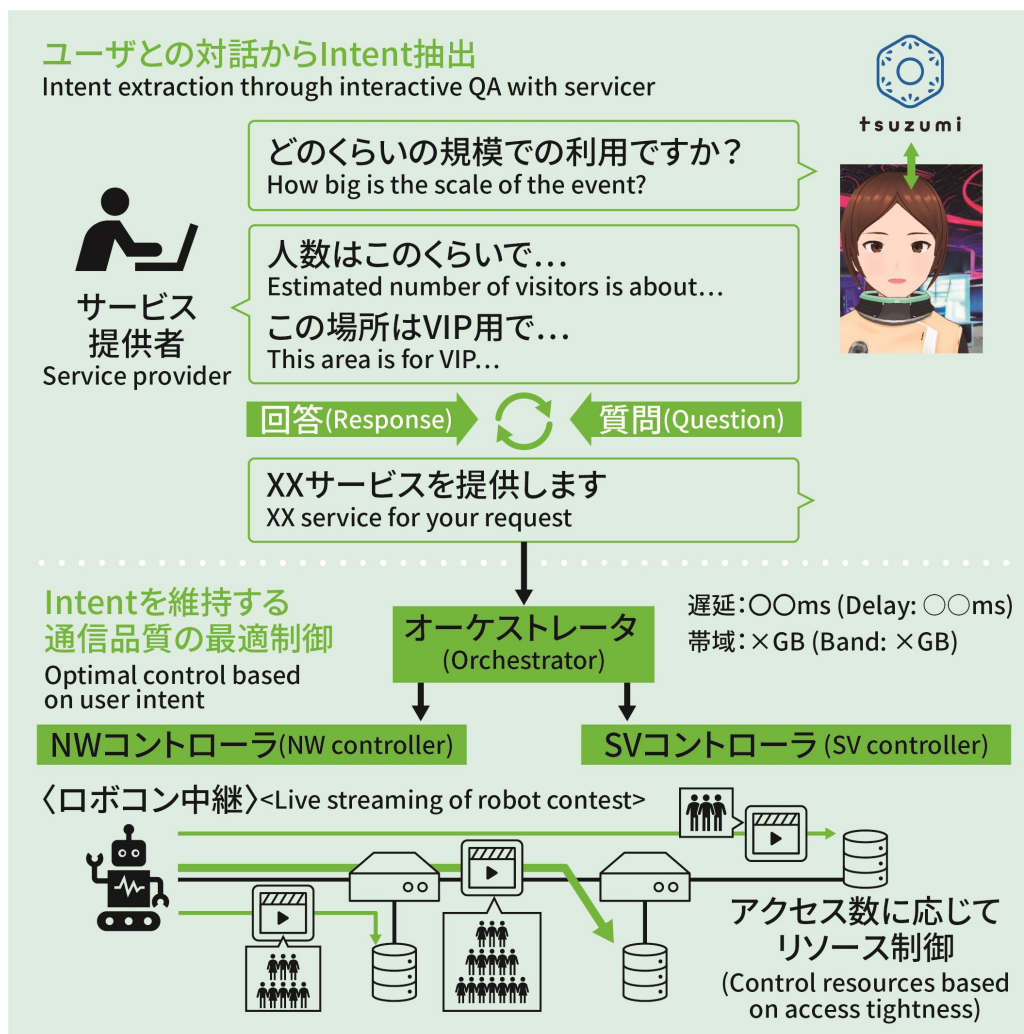 ユーザとの対話からIntent抽出
Intent extraction through interactive QA with servicer
tsuzumi
どのくらいの規模での利用ですか？
How big is the scale of the event?
人数はこのくらいで…
Estimated number of visitors is about…
この場所はVIP用で…
This area is for VIP…
サービス
提供者
Service provider
回答(Response)
質問(Question)
XXサービスを提供します
XX service for your request
Intentを維持する
通信品質の最適制御
Optimal control based
on user intent
オーケストレータ
(Orchestrator)
遅延：〇〇ms (Delay: ○○ms)
帯域：×GB (Band: ×GB)
NWコントローラ(NW controller)
SVコントローラ(SV controller)
〈ロボコン中継〉<Live streaming of robot contest>
アクセス数に応じて
リソース制御
(Control resources based
on access tightness)